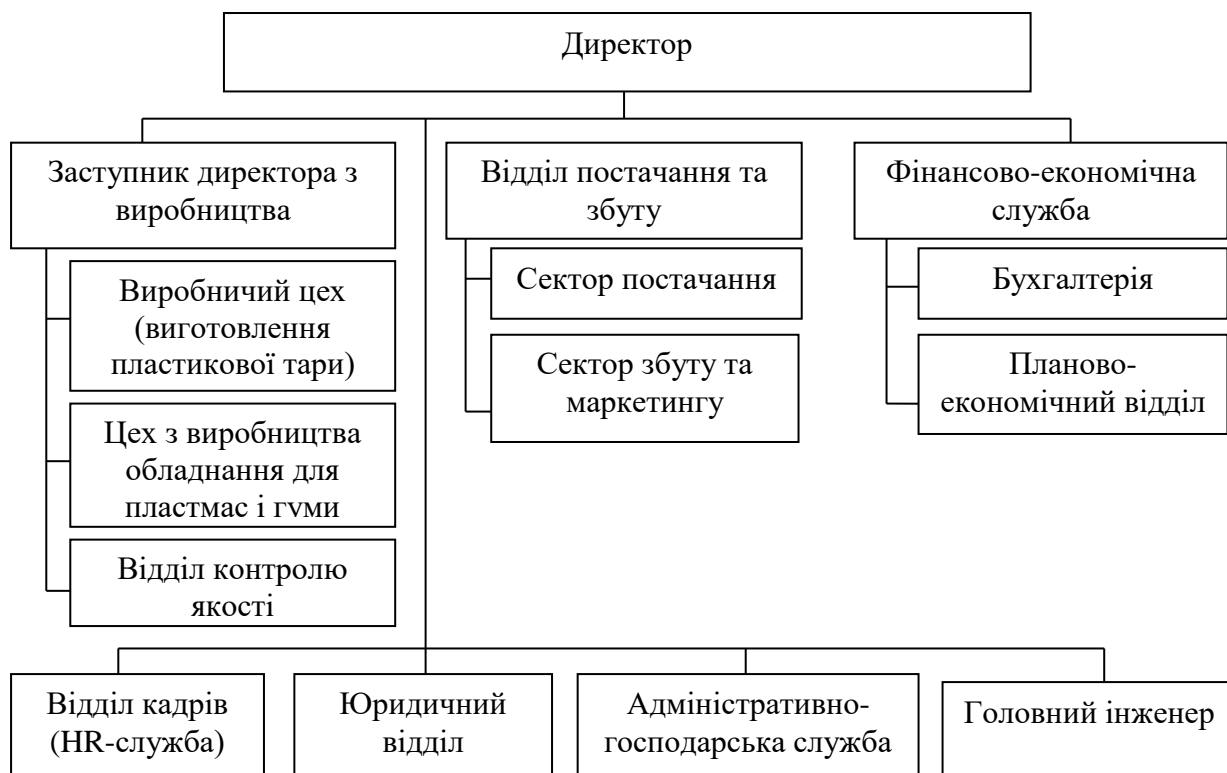 Директор
Заступник директора з
виробництва
Відділ постачання та
збуту
Фінансово-економічна
служба
Виробничий цех
(виготовлення
пластикової тари)
Цех з виробництва
обладнання для
пластмас і гуми
Відділ контролю
якості
Сектор постачання
Сектор збуту та
маркетингу
Бухгалтерія
Планово-
економічний відділ
Відділ кадрів
(HR-служба)
Юридичний
відділ
Адміністративно-
господарська служба
Головний інженер